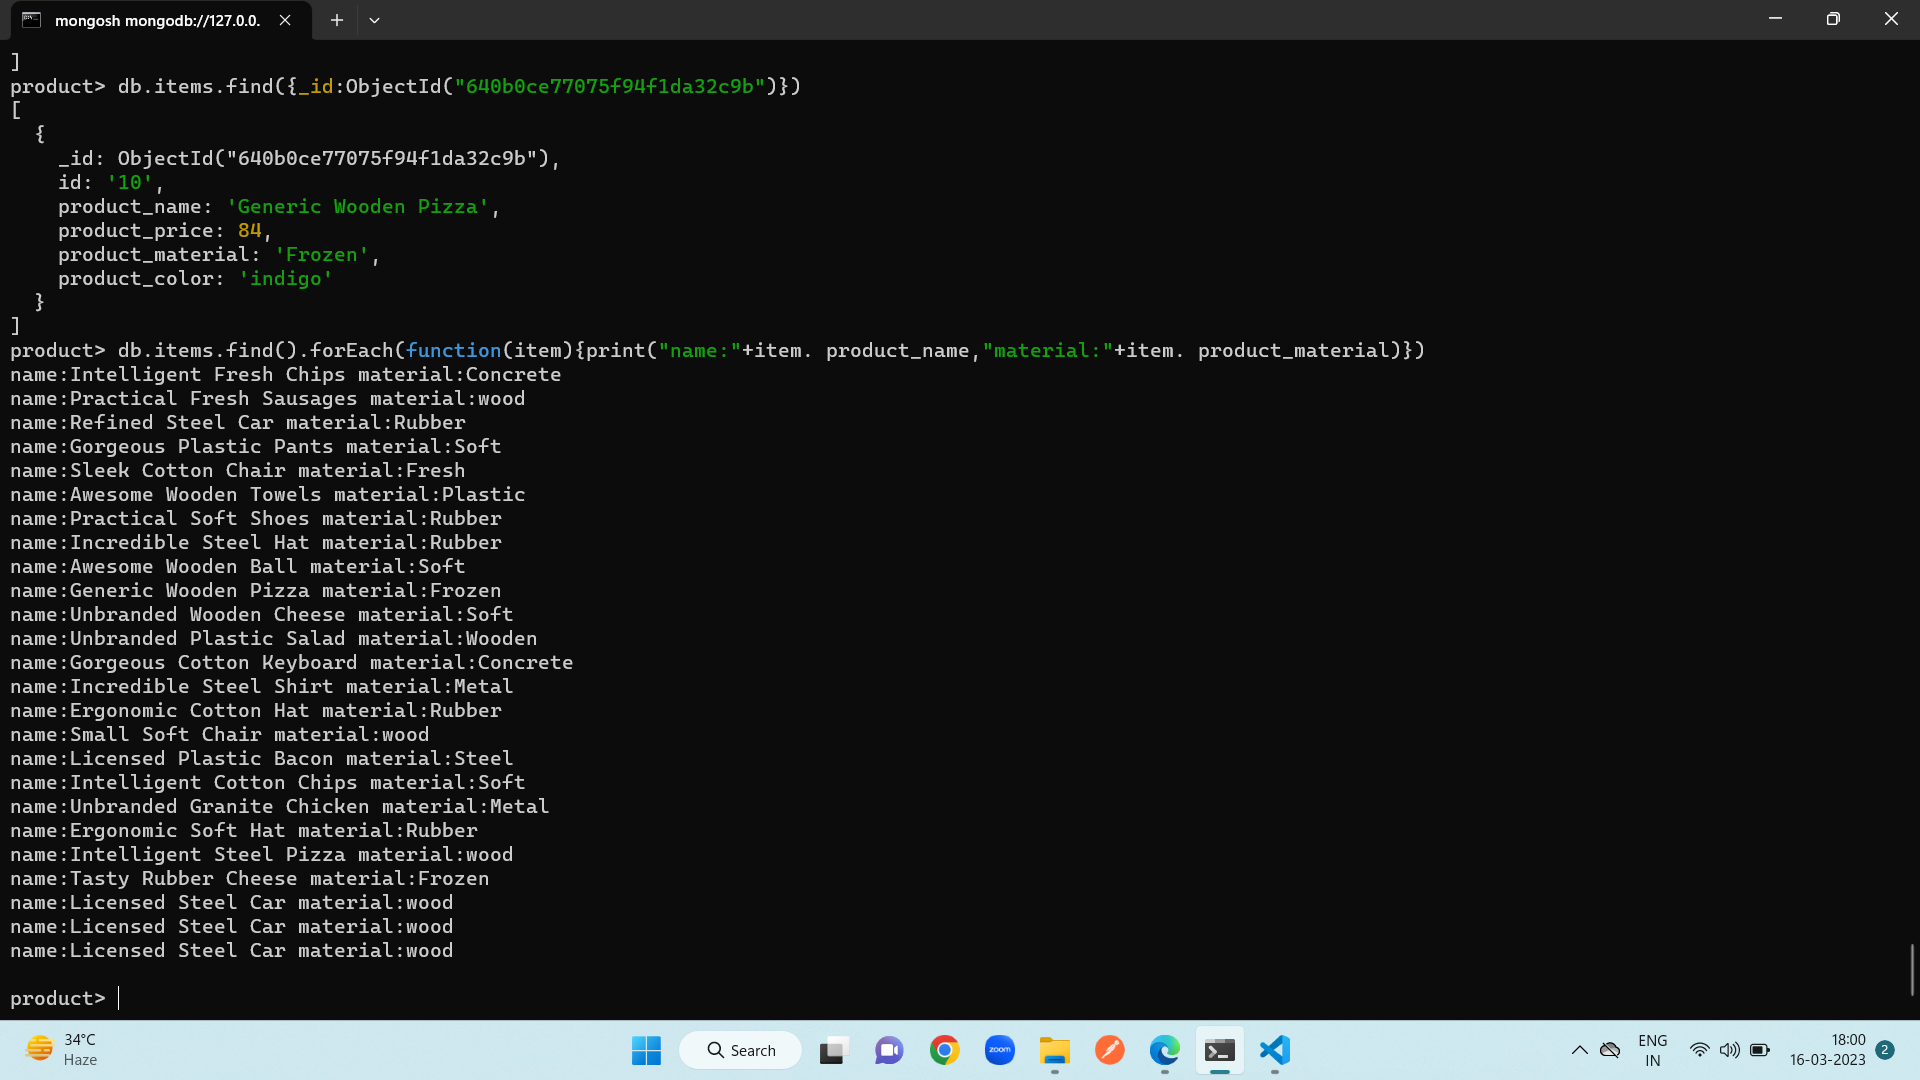 mongosh mongodb://127.0.0.
]
product> db.items.find({_id:ObjectId("640b0ce77075f94f1da32c9b")})
[
  {
    _id: ObjectId("640b0ce77075f94f1da32c9b"),
    id: '10',
    product_name: 'Generic Wooden Pizza',
    product_price: 84,
    product_material: 'Frozen',
    product_color: 'indigo'
  }
]
product> db.items.find().forEach(function(item){print("name:"+item. product_name,"material:"+item. product_material)})
name:Intelligent Fresh Chips material:Concrete
name:Practical Fresh Sausages material:wood
name:Refined Steel Car material:Rubber
name:Gorgeous Plastic Pants material:Soft
name:Sleek Cotton Chair material:Fresh
name:Awesome Wooden Towels material:Plastic
name:Practical Soft Shoes material:Rubber
name:Incredible Steel Hat material:Rubber
name:Awesome Wooden Ball material:Soft
name:Generic Wooden Pizza material:Frozen
name:Unbranded Wooden Cheese material:Soft
name:Unbranded Plastic Salad material:Wooden
name:Gorgeous Cotton Keyboard material:Concrete
name:Incredible Steel Shirt material:Metal
name:Ergonomic Cotton Hat material:Rubber
name:Small Soft Chair material:wood
name:Licensed Plastic Bacon material:Steel
name:Intelligent Cotton Chips material:Soft
name:Unbranded Granite Chicken material:Metal
name:Ergonomic Soft Hat material:Rubber
name:Intelligent Steel Pizza material:wood
name:Tasty Rubber Cheese material:Frozen
name:Licensed Steel Car material:wood
name:Licensed Steel Car material:wood
name:Licensed Steel Car material:wood
product>
34°C
Haze
Search
zoom
ENG
IN
18:00
16-03-2023
2